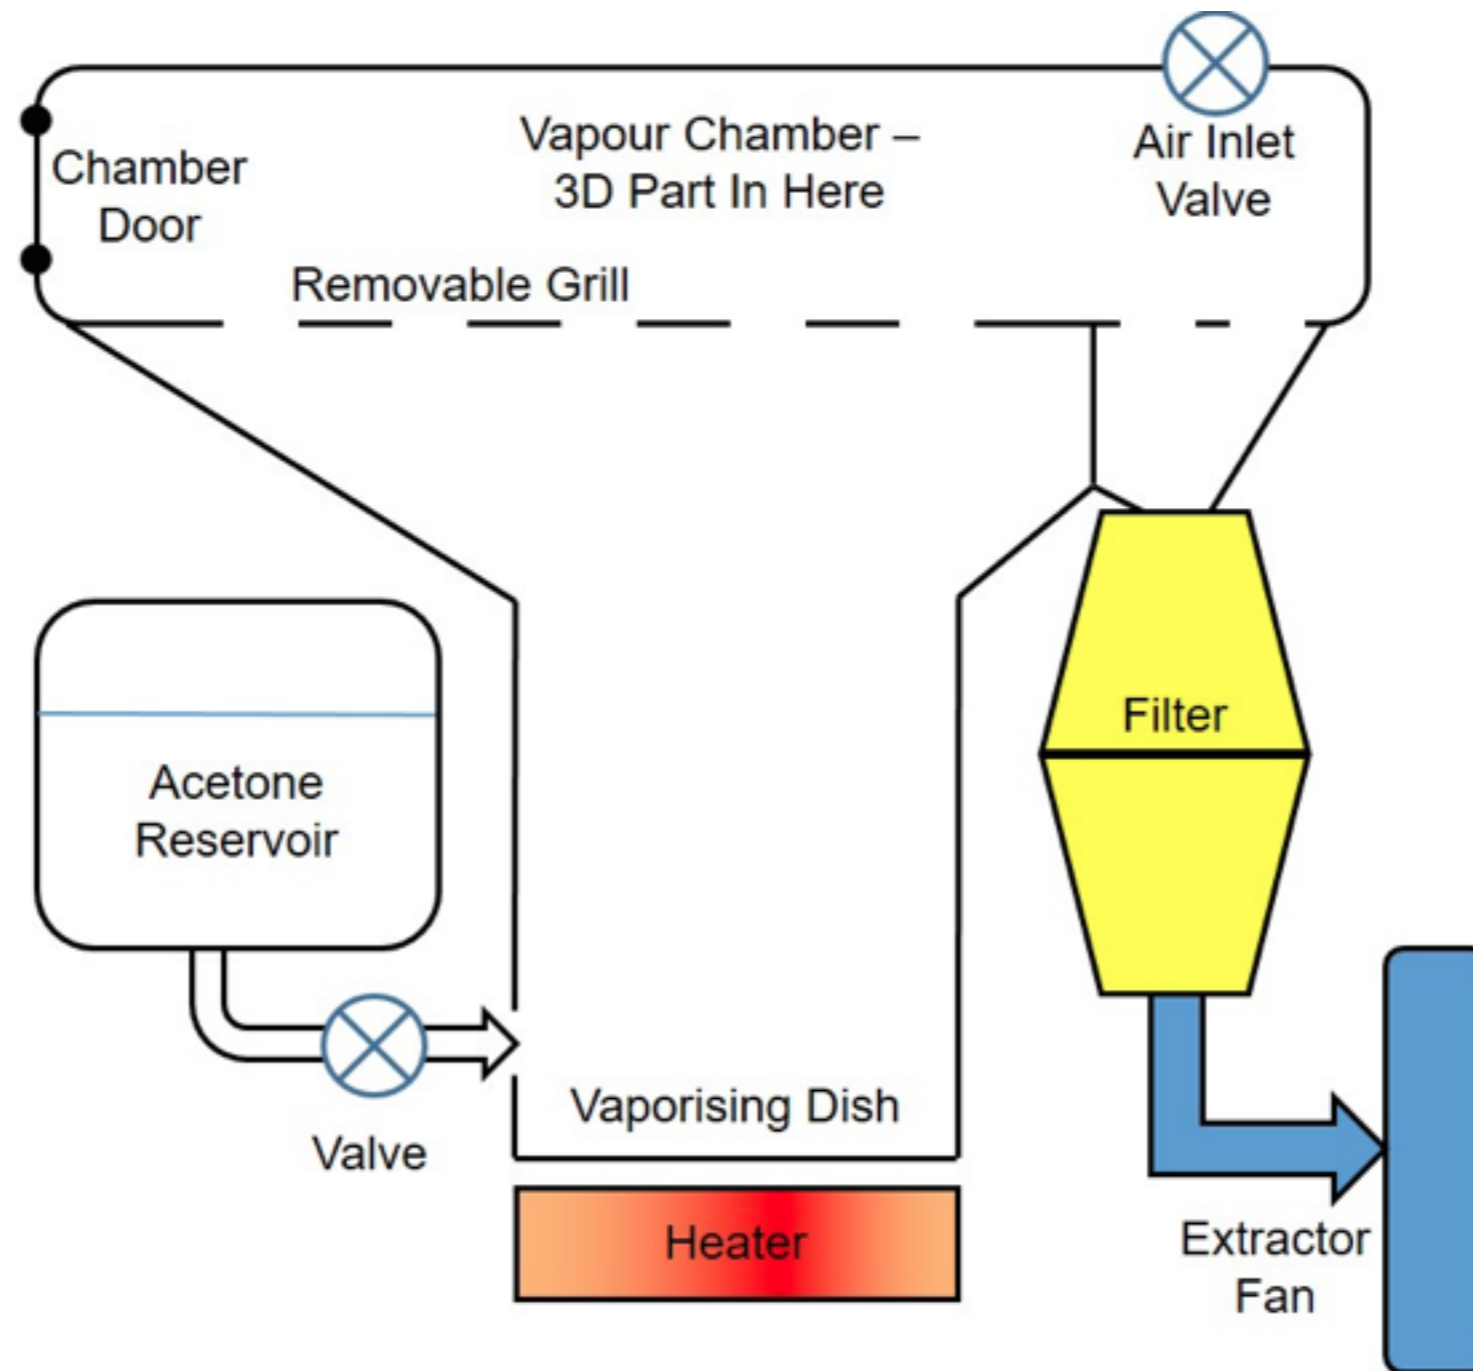 Vapour Chamber –
3D Part In Here
Air Inlet
Valve
Chamber
Door
Removable Grill
Filter
Acetone
Reservoir
Vaporising Dish
Valve
Heater
Extractor
Fan